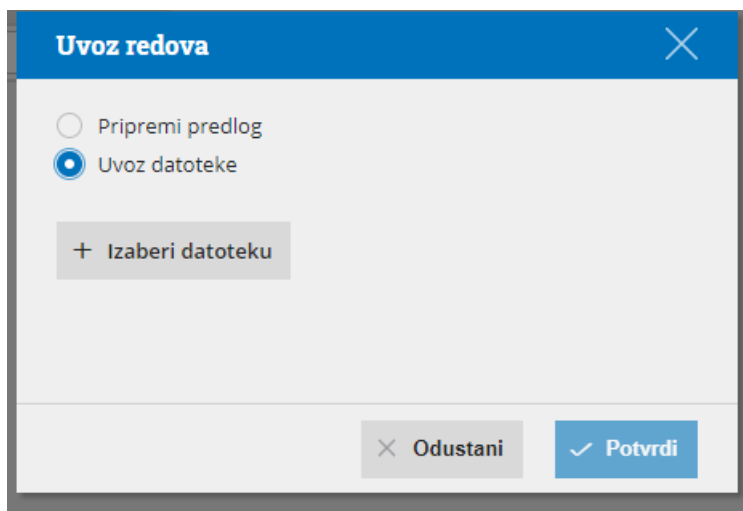 Uvoz redova
Pripremi predlog
Uvoz datoteke
+ Izaberi datoteku
Odustani
Potvrdi